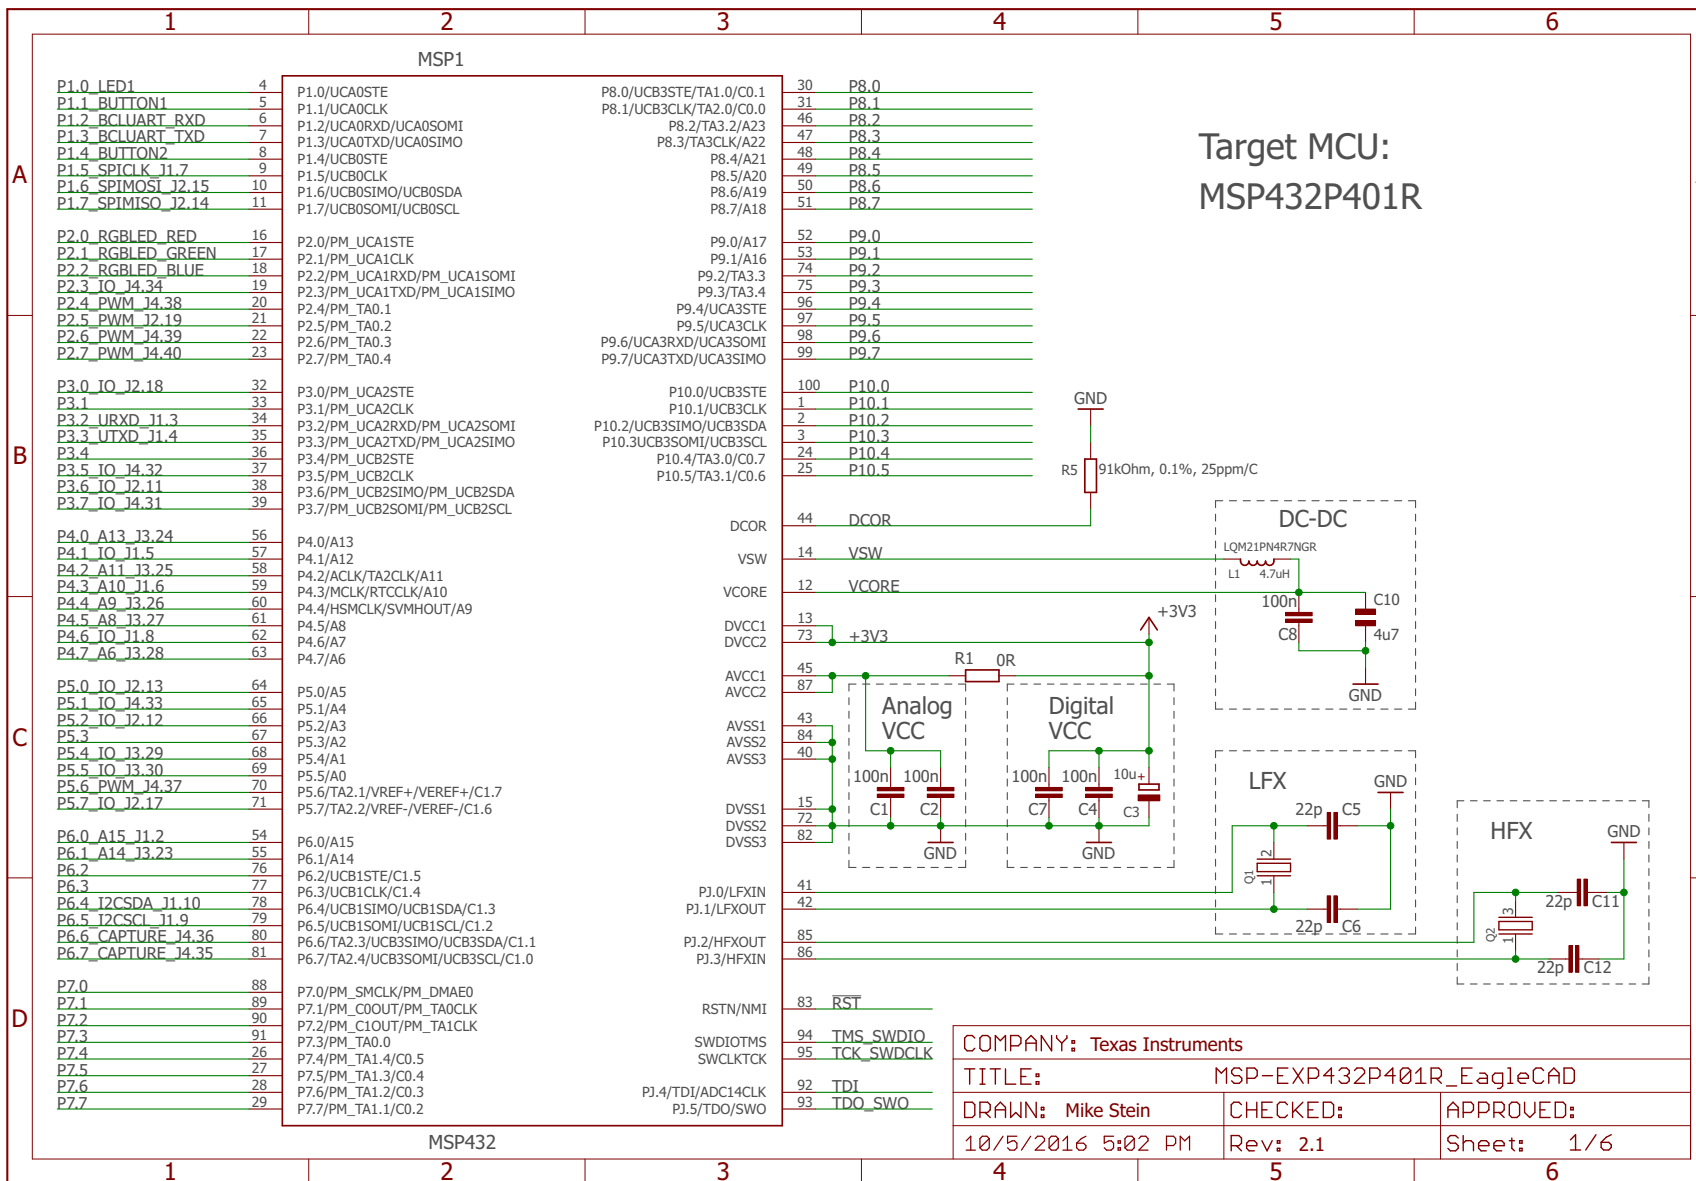 1 2 3 4 5 6
A
B
C
D
MSP1
P1.0_LED1 4 P1.0/UCA0STE
P1.1_BUTTON1 5 P1.1/UCA0CLK
P1.2_BCLUART_RXD 6 P1.2/UCA0RXD/UCA0SOMI
P1.3_BCLUART_TXD 7 P1.3/UCA0TXD/UCA0SIMO
P1.4_BUTTON2 8 P1.4/UCB0STE
P1.5_SPICLK_J1.7 9 P1.5/UCB0CLK
P1.6_SPIMOSI_J2.15 10 P1.6/UCB0SIMO/UCB0SDA
P1.7_SPIMISO_J2.14 11 P1.7/UCB0SOMI/UCB0SCL
P2.0_RGBLED_RED 16 P2.0/PM_UCA1STE
P2.1_RGBLED_GREEN 17 P2.1/PM_UCA1CLK
P2.2_RGBLED_BLUE 18 P2.2/PM_UCA1RXD/PM_UCA1SOMI
P2.3_IO_J4.34 19 P2.3/PM_UCA1TXD/PM_UCA1SIMO
P2.4_PWM_J4.38 20 P2.4/PM_TA0.1
P2.5_PWM_J2.19 21 P2.5/PM_TA0.2
P2.6_PWM_J4.39 22 P2.6/PM_TA0.3
P2.7_PWM_J4.40 23 P2.7/PM_TA0.4
P3.0_IO_J2.18 32 P3.0/PM_UCA2STE
P3.1 33 P3.1/PM_UCA2CLK
P3.2_URXD_J1.3 34 P3.2/PM_UCA2RXD/PM_UCA2SOMI
P3.3_UTXD_J1.4 35 P3.3/PM_UCA2TXD/PM_UCA2SIMO
P3.4 36 P3.4/PM_UCB2STE
P3.5_IO_J4.32 37 P3.5/PM_UCB2CLK
P3.6_IO_J2.11 38 P3.6/PM_UCB2SIMO/PM_UCB2SDA
P3.7_IO_J4.31 39 P3.7/PM_UCB2SOMI/PM_UCB2SCL
P4.0_A13_J3.24 56 P4.0/A13
P4.1_IO_J1.5 57 P4.1/A12
P4.2_A11_J3.25 58 P4.2/ACLK/TA2CLK/A11
P4.3_A10_J1.6 59 P4.3/MCLK/RTCCLK/A10
P4.4_A9_J3.26 60 P4.4/HSMCLK/SVMHOUT/A9
P4.5_A8_J3.27 61 P4.5/A8
P4.6_IO_J1.8 62 P4.6/A7
P4.7_A6_J3.28 63 P4.7/A6
P5.0_IO_J2.13 64 P5.0/A5
P5.1_IO_J4.33 65 P5.1/A4
P5.2_IO_J2.12 66 P5.2/A3
P5.3 67 P5.3/A2
P5.4_IO_J3.29 68 P5.4/A1
P5.5_IO_J3.30 69 P5.5/A0
P5.6_PWM_J4.37 70 P5.6/TA2.1/VREF+/VEREF+/C1.7
P5.7_IO_J2.17 71 P5.7/TA2.2/VREF-/VEREF-/C1.6
P6.0_A15_J1.2 54 P6.0/A15
P6.1_A14_J3.23 55 P6.1/A14
P6.2 76 P6.2/UCB1STE/C1.5
P6.3 77 P6.3/UCB1CLK/C1.4
P6.4_I2CSDA_J1.10 78 P6.4/UCB1SIMO/UCB1SDA/C1.3
P6.5_I2CSCL_J1.9 79 P6.5/UCB1SOMI/UCB1SCL/C1.2
P6.6_CAPTURE_J4.36 80 P6.6/TA2.3/UCB3SIMO/UCB3SDA/C1.1
P6.7_CAPTURE_J4.35 81 P6.7/TA2.4/UCB3SOMI/UCB3SCL/C1.0
P7.0 88 P7.0/PM_SMCLK/PM_DMAE0
P7.1 89 P7.1/PM_C0OUT/PM_TA0CLK
P7.2 90 P7.2/PM_C1OUT/PM_TA1CLK
P7.3 91 P7.3/PM_TA0.0
P7.4 26 P7.4/PM_TA1.4/C0.5
P7.5 27 P7.5/PM_TA1.3/C0.4
P7.6 28 P7.6/PM_TA1.2/C0.3
P7.7 29 P7.7/PM_TA1.1/C0.2
MSP432
P8.0/UCB3STE/TA1.0/C0.1 30 P8.0
P8.1/UCB3CLK/TA2.0/C0.0 31 P8.1
P8.2/TA3.2/A23 46 P8.2
P8.3/TA3CLK/A22 47 P8.3
P8.4/A21 48 P8.4
P8.5/A20 49 P8.5
P8.6/A19 50 P8.6
P8.7/A18 51 P8.7
P9.0/A17 52 P9.0
P9.1/A16 53 P9.1
P9.2/TA3.3 74 P9.2
P9.3/TA3.4 75 P9.3
P9.4/UCA3STE 96 P9.4
P9.5/UCA3CLK 97 P9.5
P9.6/UCA3RXD/UCA3SOMI 98 P9.6
P9.7/UCA3TXD/UCA3SIMO 99 P9.7
P10.0/UCB3STE 100 P10.0
P10.1/UCB3CLK 1 P10.1
P10.2/UCB3SIMO/UCB3SDA 2 P10.2
P10.3UCB3SOMI/UCB3SCL 3 P10.3
P10.4/TA3.0/C0.7 24 P10.4
P10.5/TA3.1/C0.6 25 P10.5
DCOR 44 DCOR
VSW 14 VSW
VCORE 12 VCORE
DVCC1 13
DVCC2 73 +3V3
AVCC1 45
AVCC2 87
AVSS1 43
AVSS2 84
AVSS3 40
DVSS1 15
DVSS2 72
DVSS3 82
PJ.0/LFXIN 41
PJ.1/LFXOUT 42
PJ.2/HFXOUT 85
PJ.3/HFXIN 86
RSTN/NMI 83 RST
SWDIOTMS 94 TMS_SWDIO
SWCLKTCK 95 TCK_SWDCLK
PJ.4/TDI/ADC14CLK 92 TDI
PJ.5/TDO/SWO 93 TDO_SWO
Target MCU:
MSP432P401R
GND
R5 91kOhm, 0.1%, 25ppm/C
DC-DC
LQM21PN4R7NGR
L1 4.7uH
100n
C8
C10
4u7
GND
+3V3
R1 0R
Analog
VCC
100n 100n
C1 C2
GND
Digital
VCC
100n 100n 10u+
C7 C4 C3
GND
LFX
GND
22p C5
Q1 1 2
22p C6
HFX
GND
22p C11
Q2 1 3
22p C12
COMPANY: Texas Instruments
TITLE: MSP-EXP432P401R_EagleCAD
DRAWN: Mike Stein CHECKED: APPROVED:
10/5/2016 5:02 PM Rev: 2.1 Sheet: 1/6
1 2 3 4 5 6